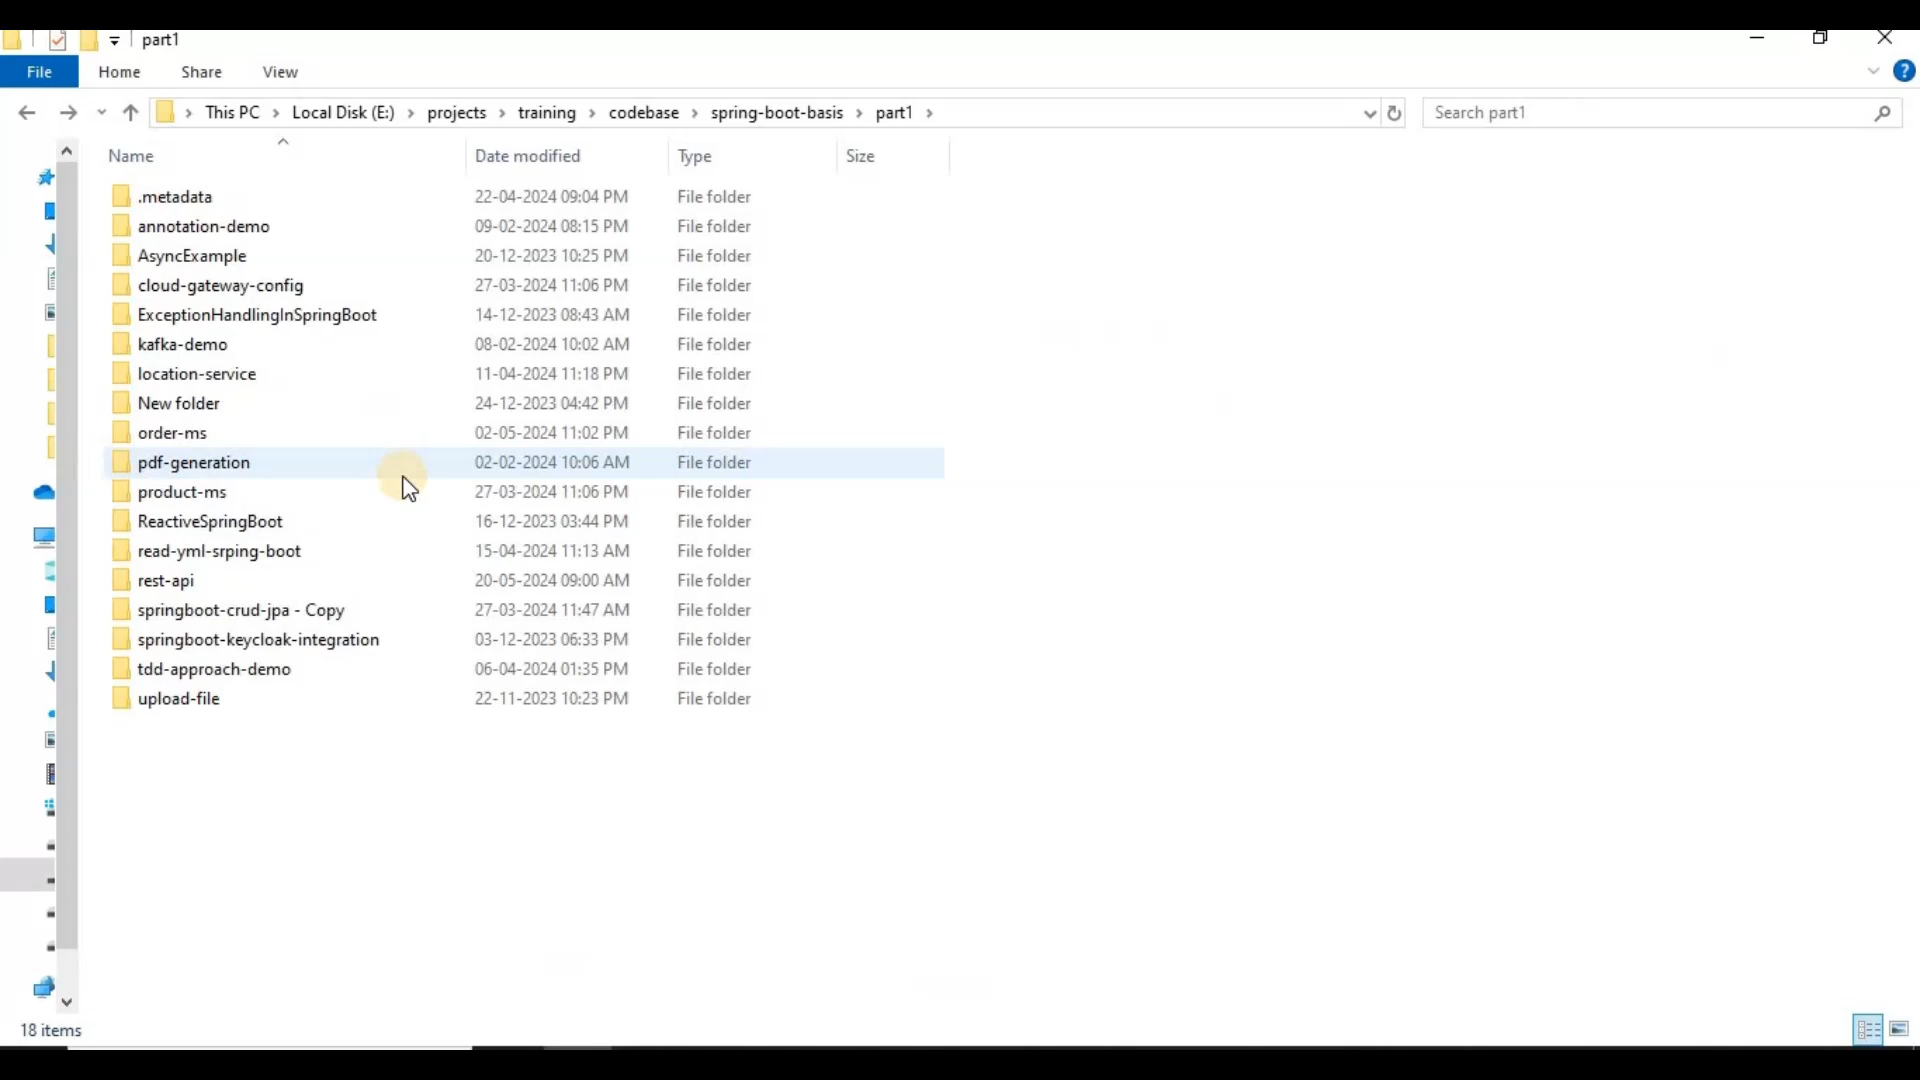 part1
File Home Share View
This PC Local Disk (E:) projects training codebase spring-boot-basis part1 Search part1
Name Date modified Type Size
.metadata 22-04-2024 09:04 PM File folder
annotation-demo 09-02-2024 08:15 PM File folder
AsyncExample 20-12-2023 10:25 PM File folder
cloud-gateway-config 27-03-2024 11:06 PM File folder
ExceptionHandlingInSpringBoot 14-12-2023 08:43 AM File folder
kafka-demo 08-02-2024 10:02 AM File folder
location-service 11-04-2024 11:18 PM File folder
New folder 24-12-2023 04:42 PM File folder
order-ms 02-05-2024 11:02 PM File folder
pdf-generation 02-02-2024 10:06 AM File folder
product-ms 27-03-2024 11:06 PM File folder
ReactiveSpringBoot 16-12-2023 03:44 PM File folder
read-yml-srping-boot 15-04-2024 11:13 AM File folder
rest-api 20-05-2024 09:00 AM File folder
springboot-crud-jpa - Copy 27-03-2024 11:47 AM File folder
springboot-keycloak-integration 03-12-2023 06:33 PM File folder
tdd-approach-demo 06-04-2024 01:35 PM File folder
upload-file 22-11-2023 10:23 PM File folder
18 items